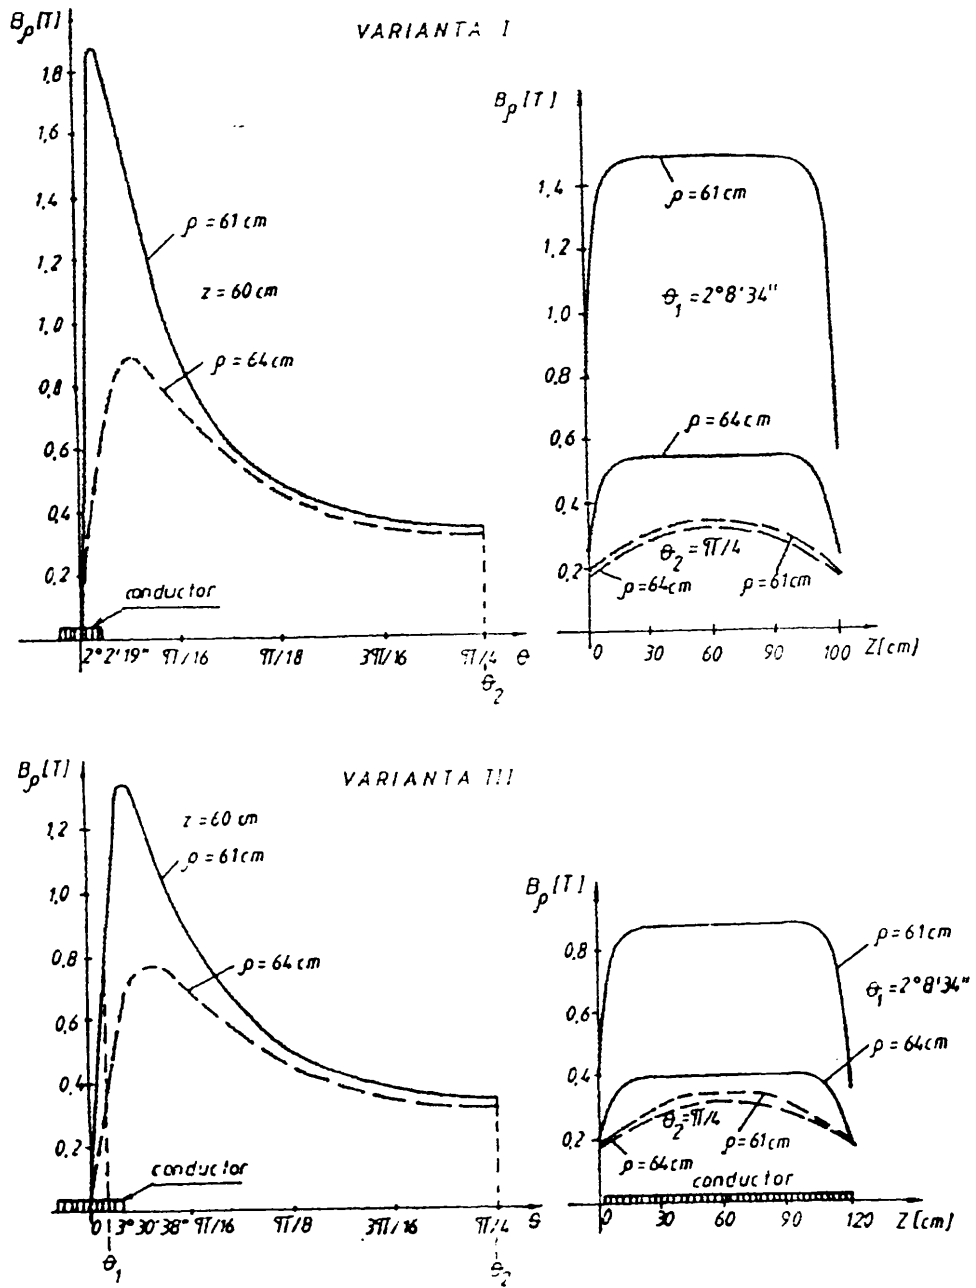 VARIANTA I
Bρ[T]
1,8
1,6
1,4
1,2
1,0
0,8
0,6
0,4
0,2
ρ = 61 cm
z = 60 cm
ρ = 64 cm
conductor
2° 2' 19" π/16 π/18 3π/16 π/4 θ
θ2
Bρ[T]
1,4
1,2
1,0
0,8
0,6
0,4
0,2
ρ = 61 cm
θ1 = 2° 8' 34"
ρ = 64 cm
θ2 = π/4
ρ = 64 cm ρ = 61 cm
0 30 60 90 100 Z[cm]
VARIANTA III
Bρ[T]
1,2
1,0
0,8
0,6
0,4
0,2
z = 60 cm
ρ = 61 cm
ρ = 64 cm
conductor
0 3° 30' 38" π/16 π/8 3π/16 π/4 θ
θ1 θ2
Bρ[T]
0,8
0,6
0,4
0,2
ρ = 61 cm
θ1 = 2° 8' 34"
ρ = 64 cm
θ2 = π/4
ρ = 61 cm
ρ = 64 cm
conductor
0 30 60 90 120 Z[cm]